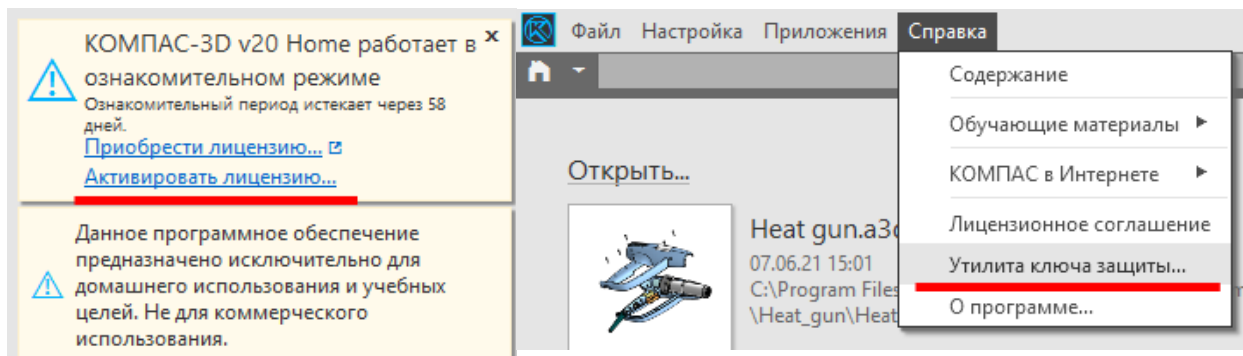 КОМПАС-3D v20 Home работает в
ознакомительном режиме
Ознакомительный период истекает через 58
дней.
Приобрести лицензию...
Активировать лицензию...
Данное программное обеспечение
предназначено исключительно для
домашнего использования и учебных
целей. Не для коммерческого
использования.
Файл Настройка Приложения Справка
Содержание
Обучающие материалы
КОМПАС в Интернете
Лицензионное соглашение
Утилита ключа защиты...
О программе...
Открыть...
Heat gun.a3d
07.06.21 15:01
C:\Program Files
\Heat_gun\Heat